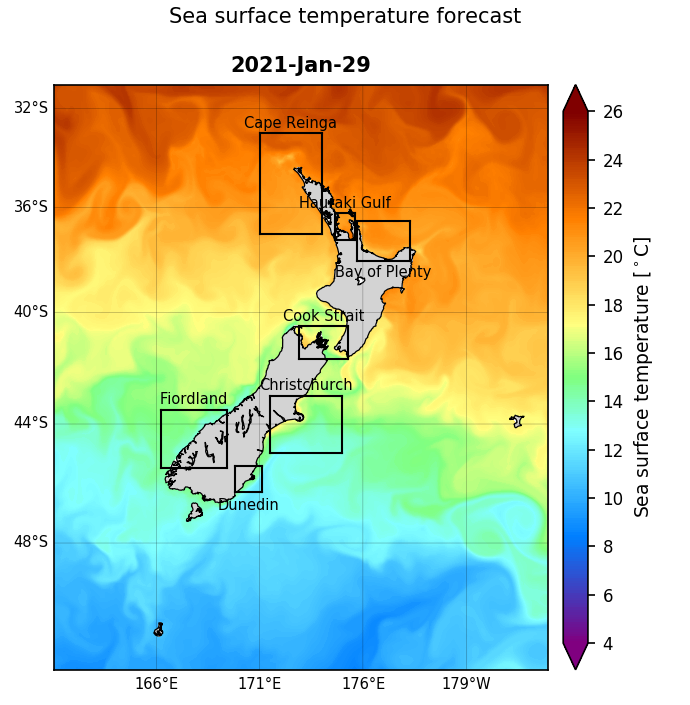 Sea surface temperature forecast
2021-Jan-29
32°S
36°S
40°S
44°S
48°S
Cape Reinga
Hauraki Gulf
Bay of Plenty
Cook Strait
Christchurch
Fiordland
Dunedin
166°E
171°E
176°E
179°W
26
24
22
20
18
16
14
12
10
8
6
4
Sea surface temperature [°C]